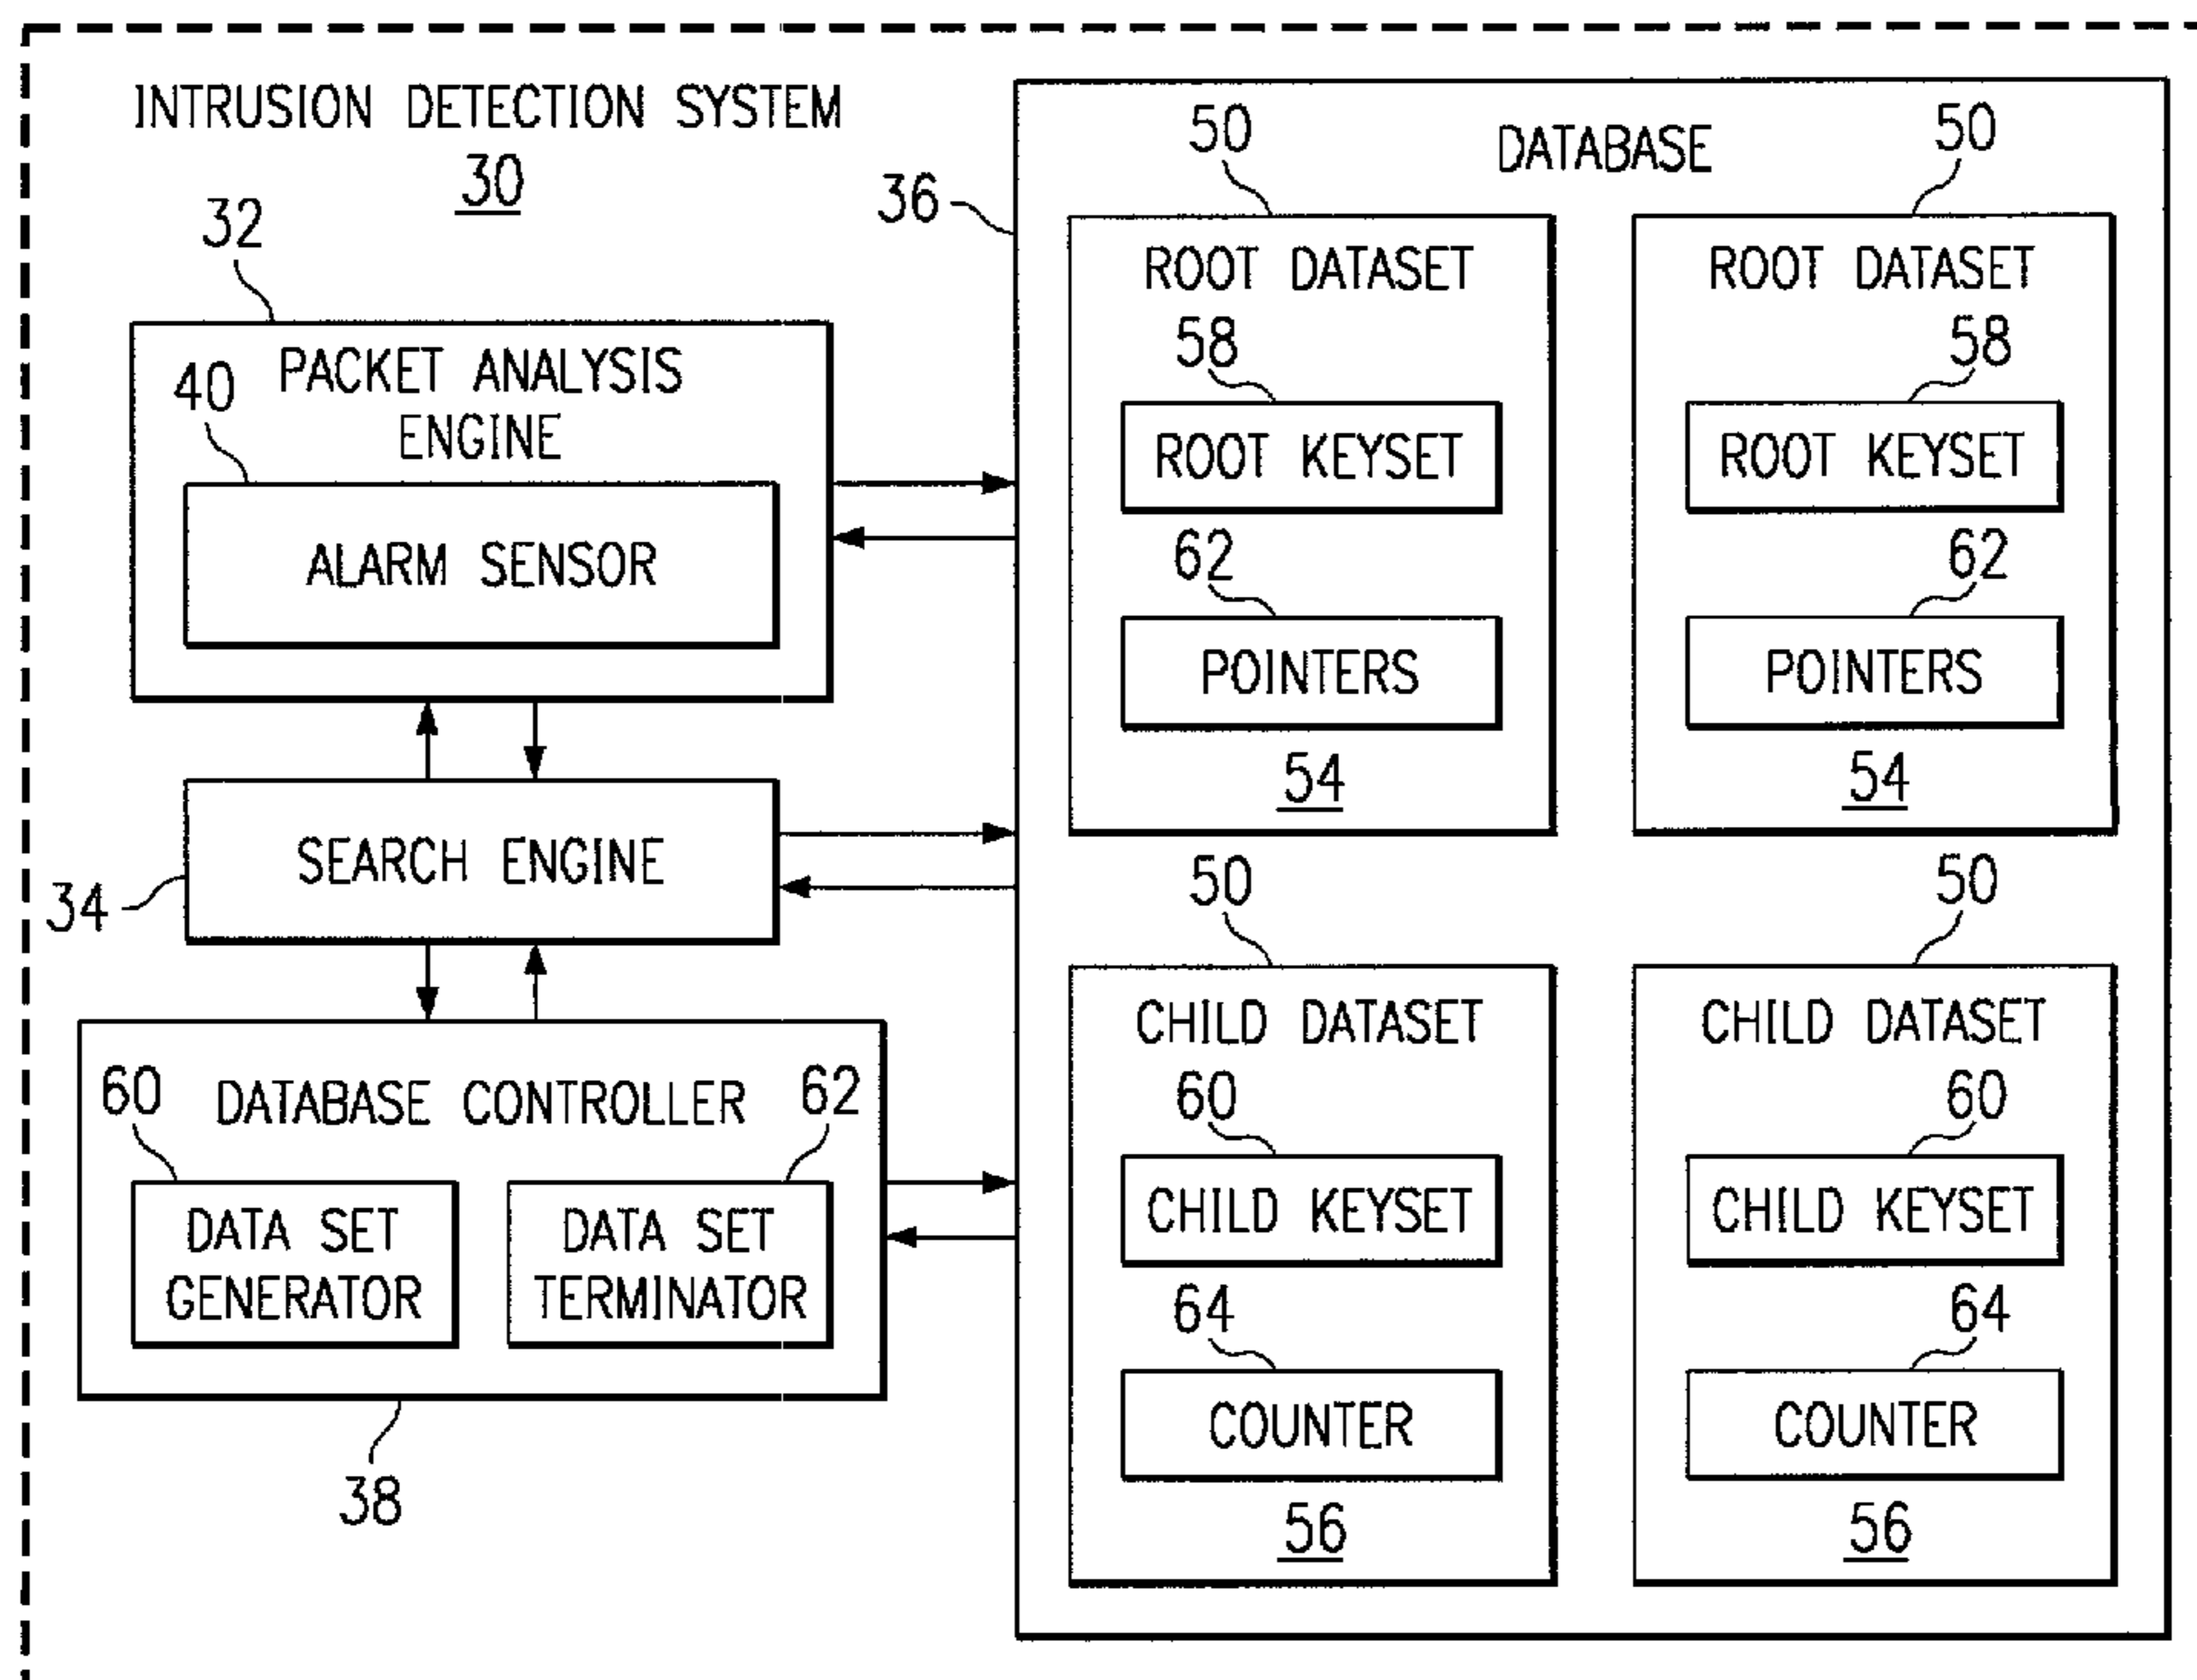 INTRUSION DETECTION SYSTEM
30
32
40
PACKET ANALYSIS
ENGINE
ALARM SENSOR
34
SEARCH ENGINE
60
DATABASE CONTROLLER
62
DATA SET
GENERATOR
DATA SET
TERMINATOR
38
36
DATABASE
50
ROOT DATASET
58
ROOT KEYSET
62
POINTERS
54
50
ROOT DATASET
58
ROOT KEYSET
62
POINTERS
54
50
CHILD DATASET
60
CHILD KEYSET
64
COUNTER
56
50
CHILD DATASET
60
CHILD KEYSET
64
COUNTER
56